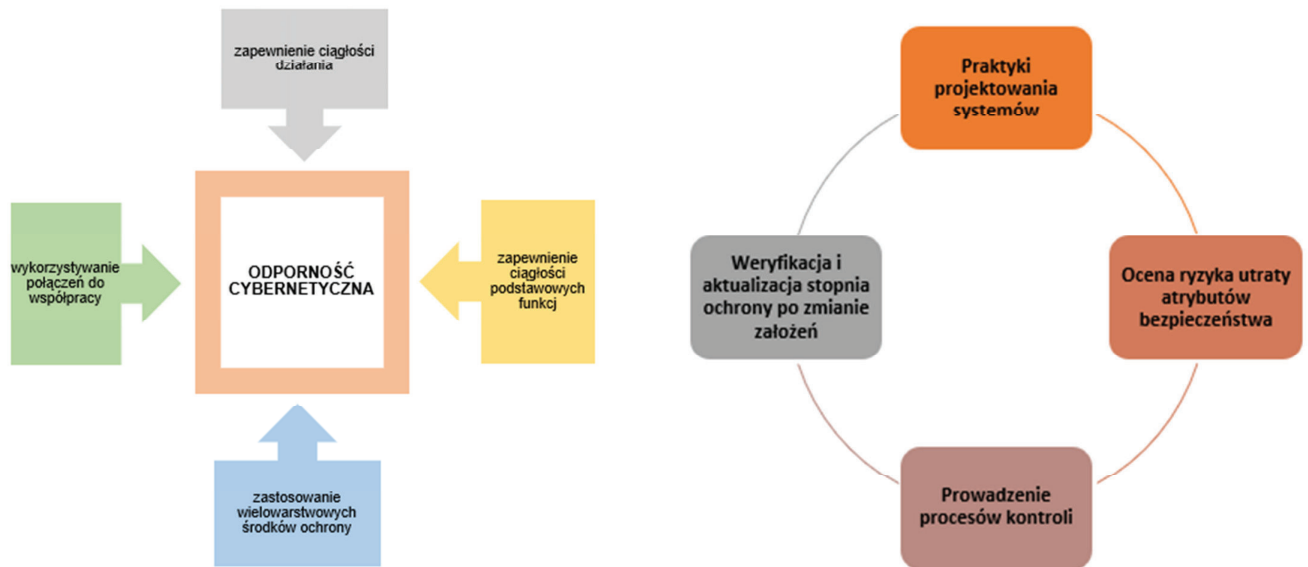 zapewnienie ciągłości
działania
wykorzystywanie
połączeń do
współpracy
ODPORNOŚĆ
CYBERNETYCZNA
zapewnienie
ciągłości
podstawowych
funkcj
zastosowanie
wielowarstwowych
środków ochrony
Praktyki
projektowania
systemów
Weryfikacja i
aktualizacja stopnia
ochrony po zmianie
założeń
Ocena ryzyka utraty
atrybutów
bezpieczeństwa
Prowadzenie
procesów kontroli